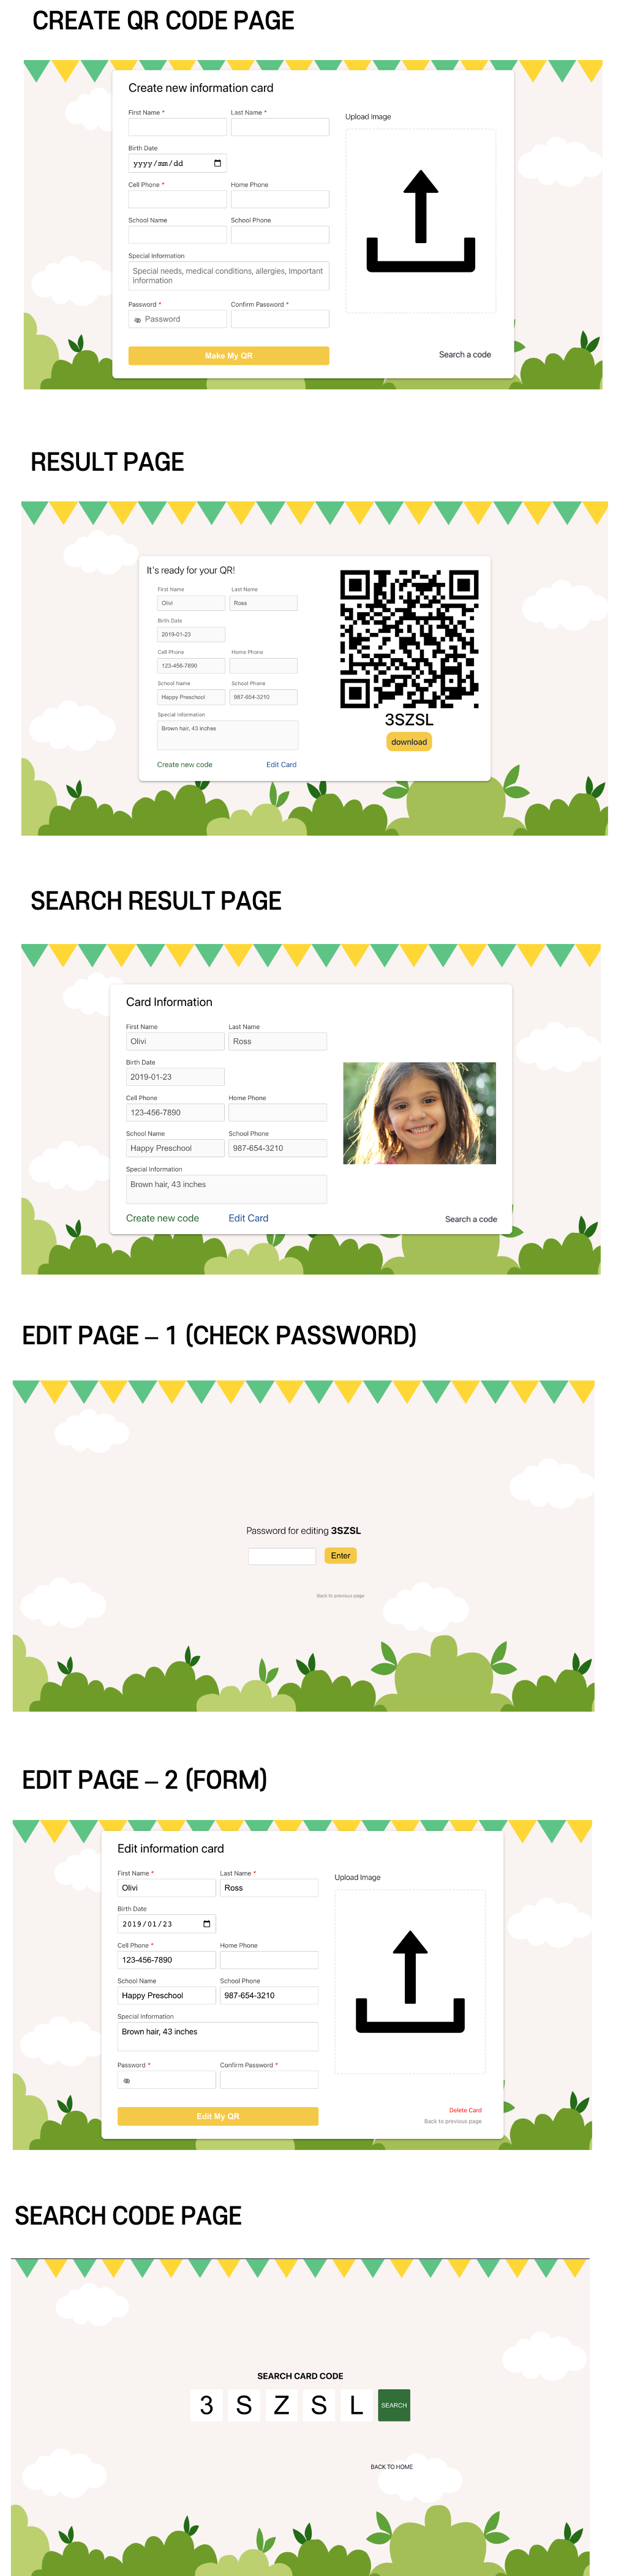 CREATE QR CODE PAGE
Create new information card
First Name * Last Name *
Upload Image
Birth Date
yyyy/mm/dd
Cell Phone * Home Phone
School Name School Phone
Special Information
Special needs, medical conditions, allergies, Important
information
Password * Confirm Password *
Password
Make My QR
Search a code
RESULT PAGE
It's ready for your QR!
First Name Last Name
Olivi Ross
Birth Date
2019-01-23
Cell Phone Home Phone
123-456-7890
School Name School Phone
Happy Preschool 987-654-3210
Special information
Brown hair, 43 inches
3SZSL
download
Create new code Edit Card
SEARCH RESULT PAGE
Card Information
First Name Last Name
Olivi Ross
Birth Date
2019-01-23
Cell Phone Home Phone
123-456-7890
School Name School Phone
Happy Preschool 987-654-3210
Special Information
Brown hair, 43 inches
Create new code Edit Card
Search a code
EDIT PAGE – 1 (CHECK PASSWORD)
Password for editing 3SZSL
Enter
Back to previous page
EDIT PAGE – 2 (FORM)
Edit information card
First Name * Last Name *
Upload Image
Olivi Ross
Birth Date
2019/01/23
Cell Phone * Home Phone
123-456-7890
School Name School Phone
Happy Preschool 987-654-3210
Special Information
Brown hair, 43 inches
Password * Confirm Password *
Edit My QR
Delete Card
Back to previous page
SEARCH CODE PAGE
SEARCH CARD CODE
3 S Z S L SEARCH
BACK TO HOME